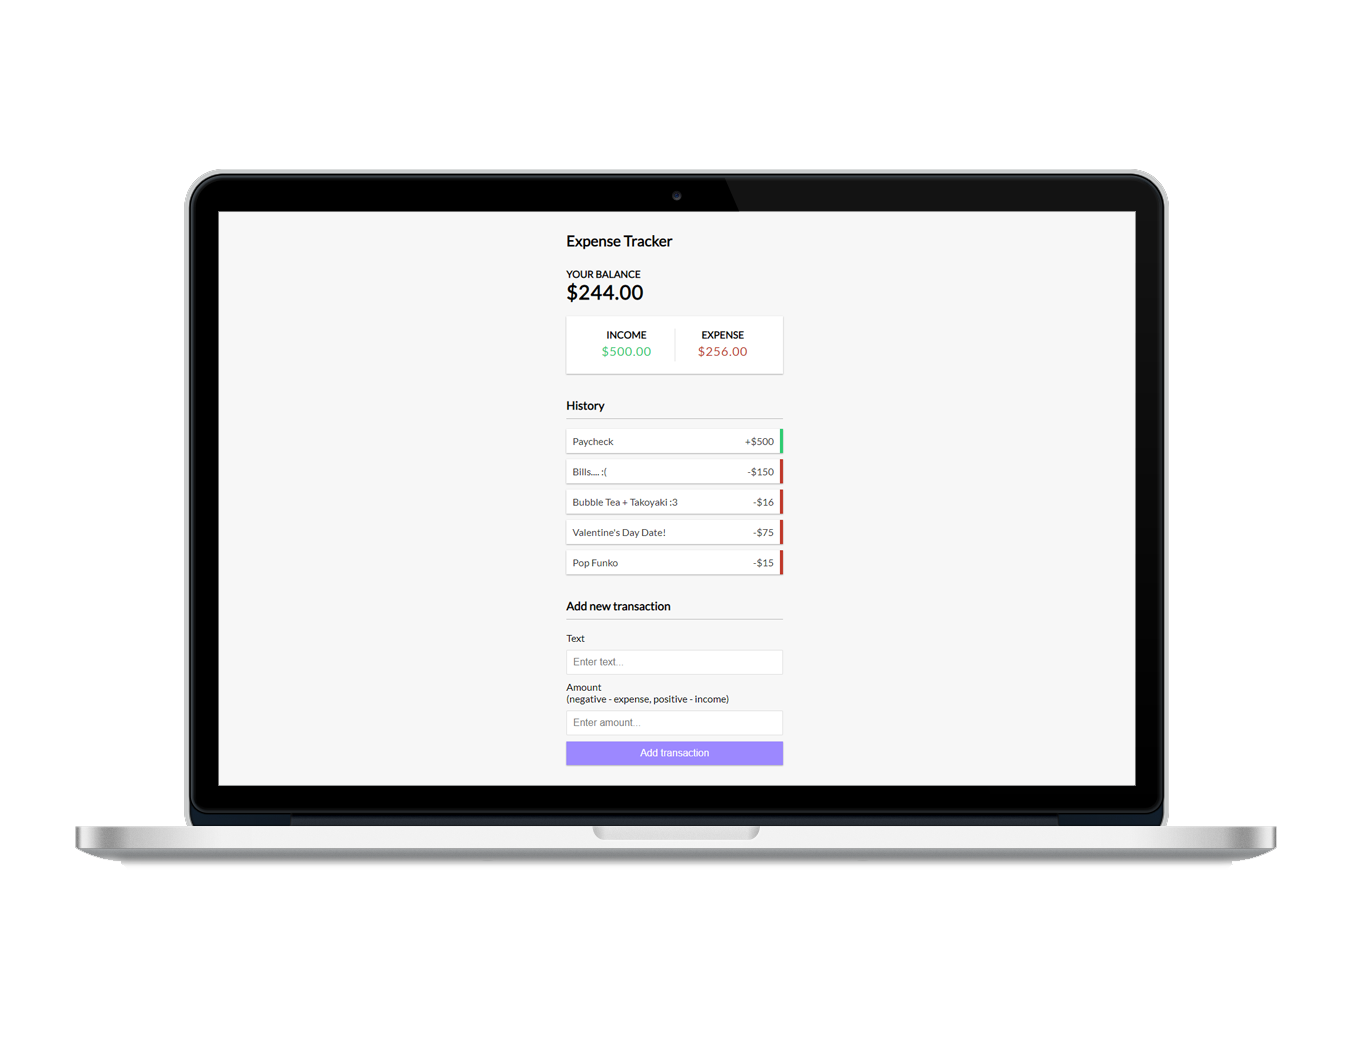 Expense Tracker
YOUR BALANCE
$244.00
INCOME EXPENSE
$500.00 $256.00
History
Paycheck +$500
Bills.... :( -$150
Bubble Tea + Takoyaki :3 -$16
Valentine's Day Date! -$75
Pop Funko -$15
Add new transaction
Text
Enter text...
Amount
(negative - expense, positive - income)
Enter amount...
Add transaction